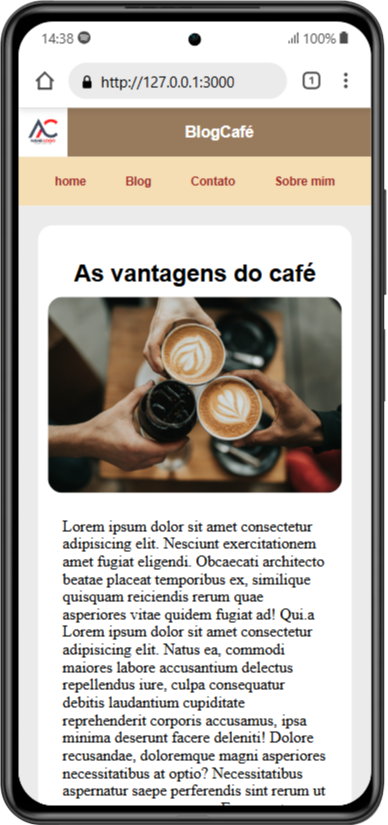 14:38 100%
http://127.0.0.1:3000 1
AC
BlogCafé
home Blog Contato Sobre mim
As vantagens do café
Lorem ipsum dolor sit amet consectetur
adipisicing elit. Nesciunt exercitationem
amet fugiat eligendi. Obcaecati architecto
beatae placeat temporibus ex, similique
quisquam reiciendis rerum quae
asperiores vitae quidem fugiat ad! Qui.a
Lorem ipsum dolor sit amet consectetur
adipisicing elit. Natus ea, commodi
maiores labore accusantium delectus
repellendus iure, culpa consequatur
debitis laudantium cupiditate
reprehenderit corporis accusamus, ipsa
minima deserunt facere deleniti! Dolore
recusandae, doloremque magni asperiores
necessitatibus at optio? Necessitatibus
aspernatur saepe perferendis sint rerum ut